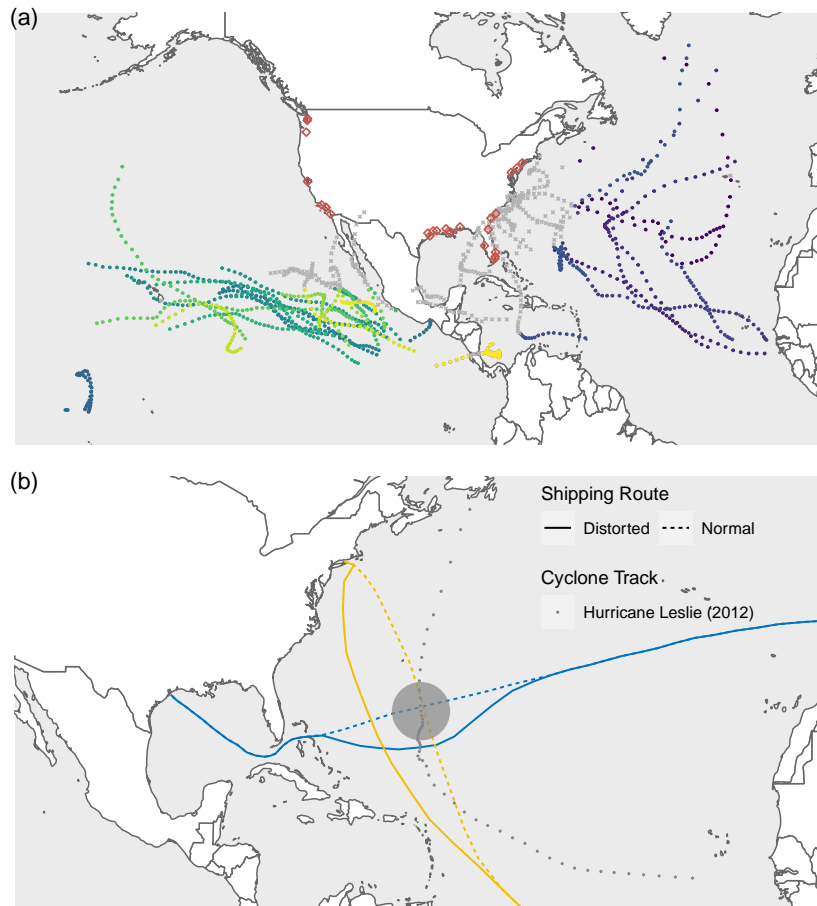 (a)
(b)
Shipping Route
Distorted Normal
Cyclone Track
Hurricane Leslie (2012)